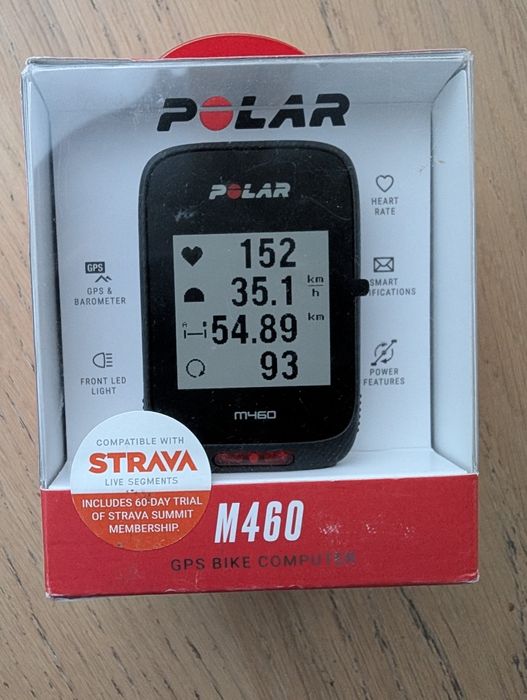 POLAR
POLAR
152
35.1 km/h
A 54.89 km
93
M460
HEART
RATE
GPS
GPS &
BAROMETER
SMART
FRONT LED
LIGHT
POWER
FEATURES
COMPATIBLE WITH
STRAVA
LIVE SEGMENTS
INCLUDES 60-DAY TRIAL
OF STRAVA SUMMIT
MEMBERSHIP.
M460
GPS BIKE COMPUTER